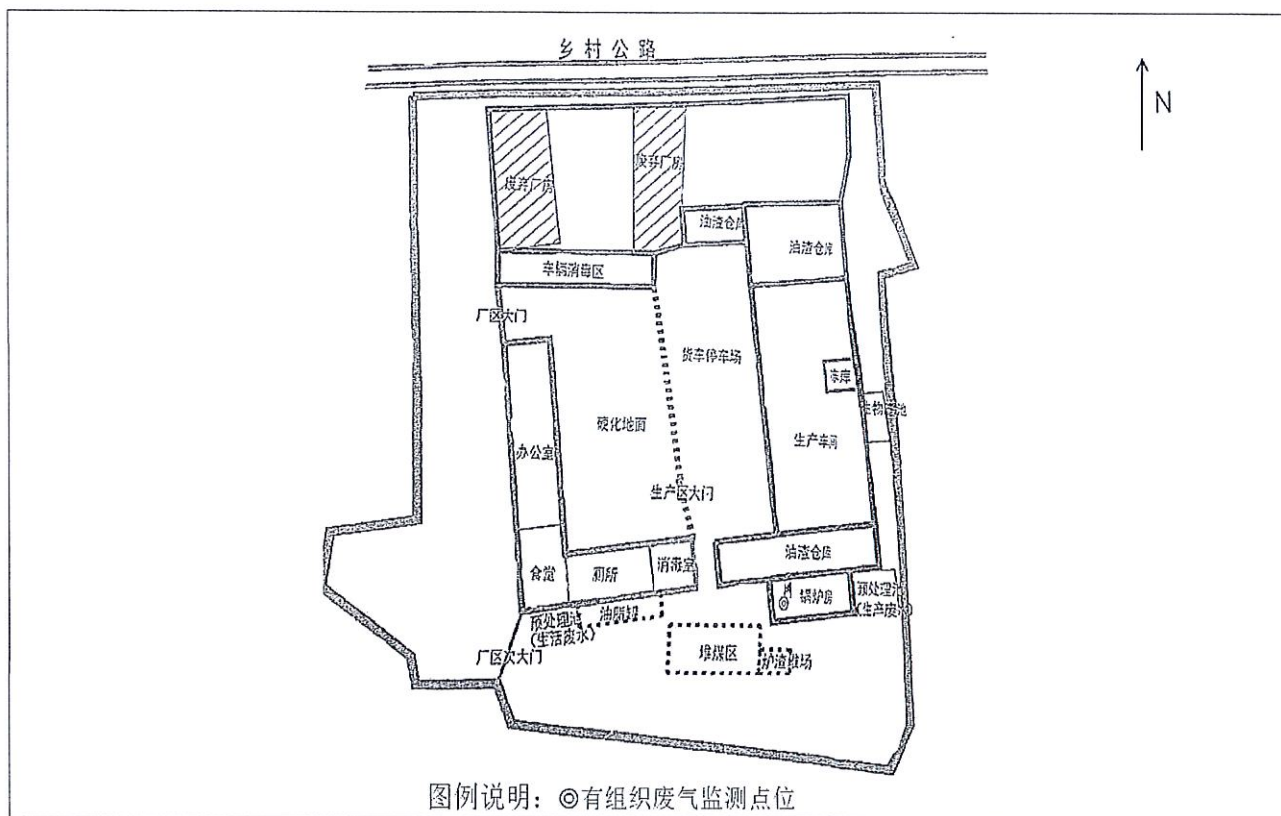 乡村公路
N
废弃厂房
废弃厂房
油渣仓库
油渣仓库
车辆消毒区
厂区大门
货车停车场
冻库
硬化地面
生产车间
办公室
生产区大门
油渣仓库
消毒室
厕所
食堂
锅炉房
预处理池
(生产废水)
预处理池
(生活废水)
厂区次大门
堆煤区
炉渣堆场
图例说明：◎有组织废气监测点位